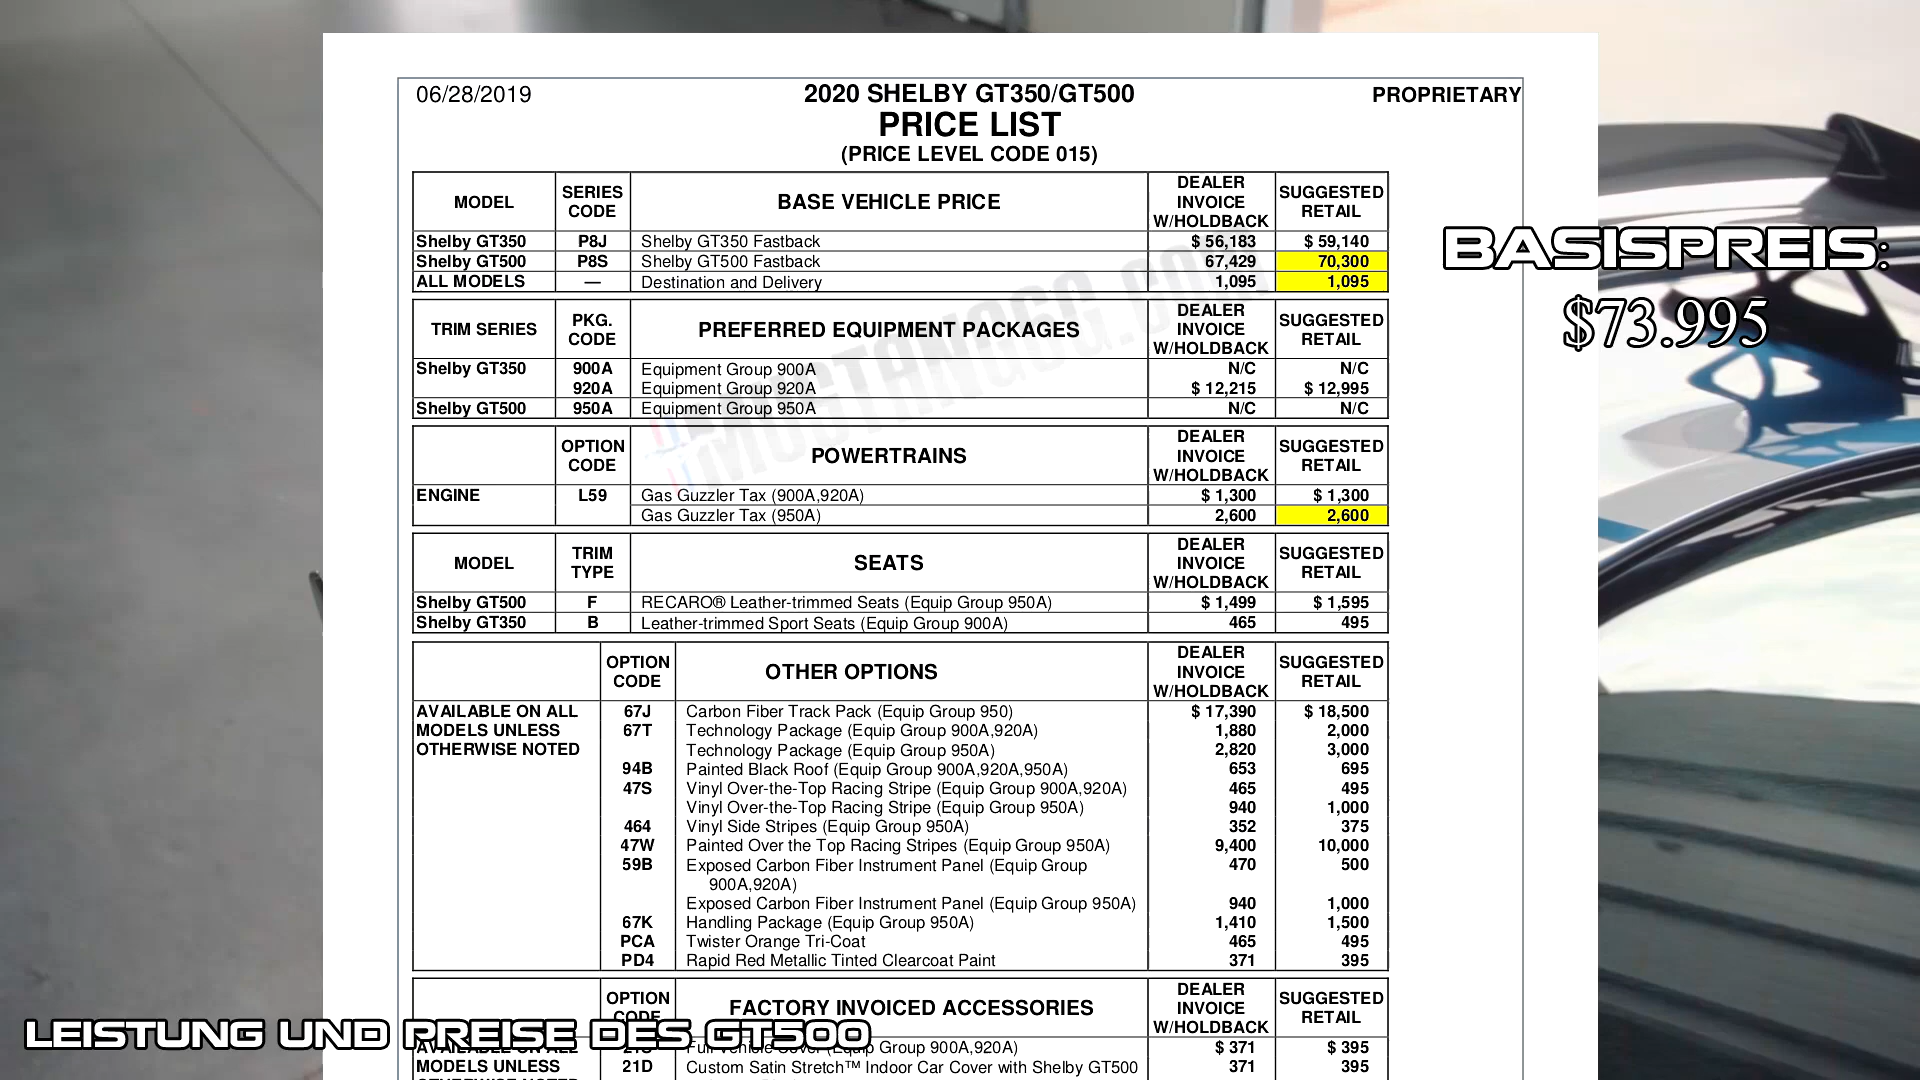 06/28/2019 2020 SHELBY GT350/GT500 PROPRIETARY
PRICE LIST
(PRICE LEVEL CODE 015)
MODEL SERIES CODE BASE VEHICLE PRICE DEALER INVOICE W/HOLDBACK SUGGESTED RETAIL
Shelby GT350 P8J Shelby GT350 Fastback $ 56,183 $ 59,140
Shelby GT500 P8S Shelby GT500 Fastback 67,429 70,300
ALL MODELS — Destination and Delivery 1,095 1,095
BASISPREIS:
$73.995
TRIM SERIES PKG. CODE PREFERRED EQUIPMENT PACKAGES DEALER INVOICE W/HOLDBACK SUGGESTED RETAIL
Shelby GT350 900A Equipment Group 900A N/C N/C
920A Equipment Group 920A $ 12,215 $ 12,995
Shelby GT500 950A Equipment Group 950A N/C N/C
MUSTANG6G.COM
OPTION CODE POWERTRAINS DEALER INVOICE W/HOLDBACK SUGGESTED RETAIL
ENGINE L59 Gas Guzzler Tax (900A,920A) $ 1,300 $ 1,300
Gas Guzzler Tax (950A) 2,600 2,600
MODEL TRIM TYPE SEATS DEALER INVOICE W/HOLDBACK SUGGESTED RETAIL
Shelby GT500 F RECARO® Leather-trimmed Seats (Equip Group 950A) $ 1,499 $ 1,595
Shelby GT350 B Leather-trimmed Sport Seats (Equip Group 900A) 465 495
OPTION CODE OTHER OPTIONS DEALER INVOICE W/HOLDBACK SUGGESTED RETAIL
AVAILABLE ON ALL 67J Carbon Fiber Track Pack (Equip Group 950) $ 17,390 $ 18,500
MODELS UNLESS 67T Technology Package (Equip Group 900A,920A) 1,880 2,000
OTHERWISE NOTED Technology Package (Equip Group 950A) 2,820 3,000
94B Painted Black Roof (Equip Group 900A,920A,950A) 653 695
47S Vinyl Over-the-Top Racing Stripe (Equip Group 900A,920A) 465 495
Vinyl Over-the-Top Racing Stripe (Equip Group 950A) 940 1,000
464 Vinyl Side Stripes (Equip Group 950A) 352 375
47W Painted Over the Top Racing Stripes (Equip Group 950A) 9,400 10,000
59B Exposed Carbon Fiber Instrument Panel (Equip Group 470 500
900A,920A)
Exposed Carbon Fiber Instrument Panel (Equip Group 950A) 940 1,000
67K Handling Package (Equip Group 950A) 1,410 1,500
PCA Twister Orange Tri-Coat 465 495
PD4 Rapid Red Metallic Tinted Clearcoat Paint 371 395
OPTION CODE FACTORY INVOICED ACCESSORIES DEALER INVOICE W/HOLDBACK SUGGESTED RETAIL
LEISTUNG UND PREISE DES GT500
AVAILABLE ON ALL Full Vehicle Cover (Equip Group 900A,920A) $ 371 $ 395
MODELS UNLESS 21D Custom Satin Stretch™ Indoor Car Cover with Shelby GT500 371 395